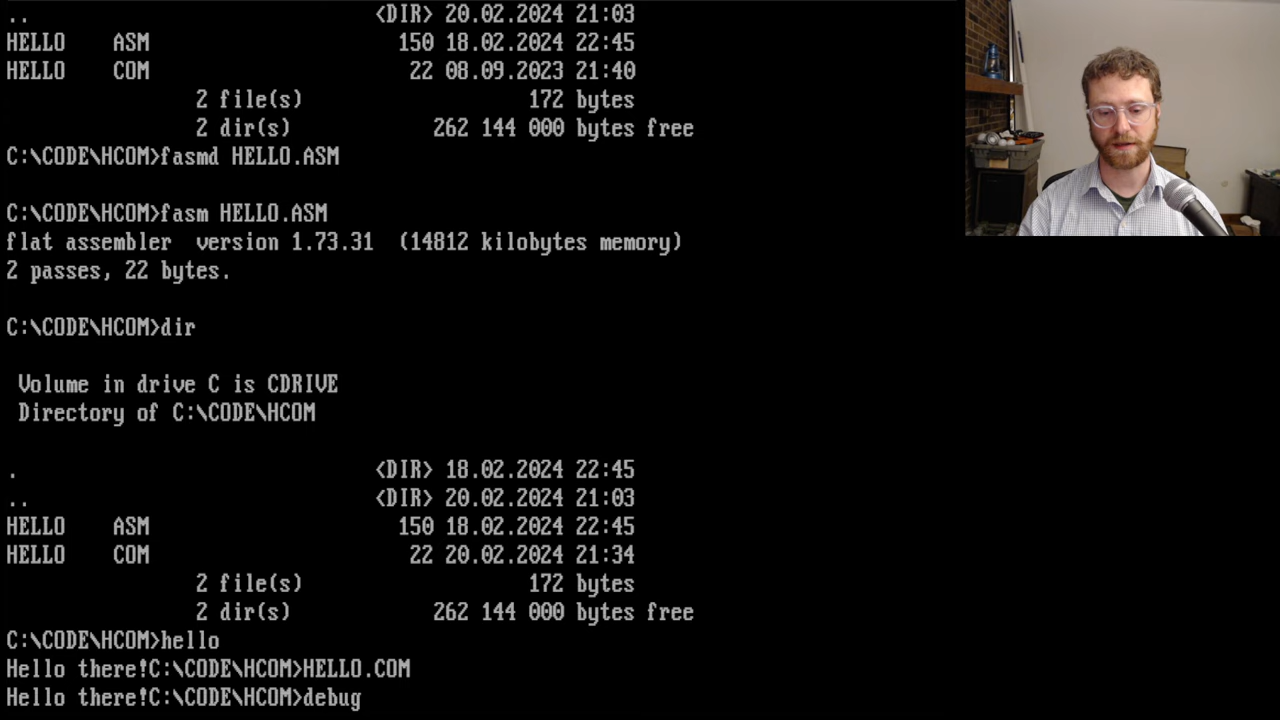 ..                             <DIR> 20.02.2024 21:03
HELLO    ASM                     150 18.02.2024 22:45
HELLO    COM                      22 08.09.2023 21:40
                2 file(s)                   172 bytes
                2 dir(s)            262 144 000 bytes free
C:\CODE\HCOM>fasmd HELLO.ASM
C:\CODE\HCOM>fasm HELLO.ASM
flat assembler  version 1.73.31  (14812 kilobytes memory)
2 passes, 22 bytes.
C:\CODE\HCOM>dir
 Volume in drive C is CDRIVE
 Directory of C:\CODE\HCOM
.                              <DIR> 18.02.2024 22:45
..                             <DIR> 20.02.2024 21:03
HELLO    ASM                     150 18.02.2024 22:45
HELLO    COM                      22 20.02.2024 21:34
                2 file(s)                   172 bytes
                2 dir(s)            262 144 000 bytes free
C:\CODE\HCOM>hello
Hello there!C:\CODE\HCOM>HELLO.COM
Hello there!C:\CODE\HCOM>debug